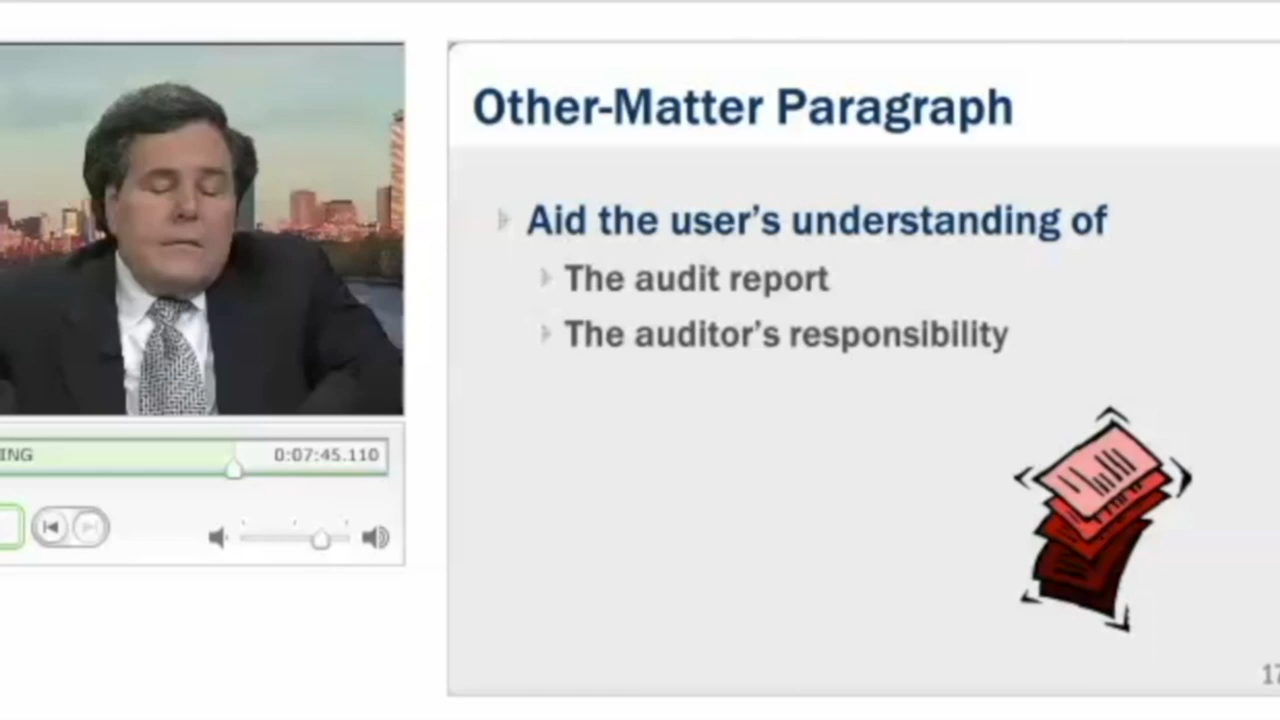 Other-Matter Paragraph
Aid the user's understanding of
The audit report
The auditor's responsibility
ING
0:07:45.110
17